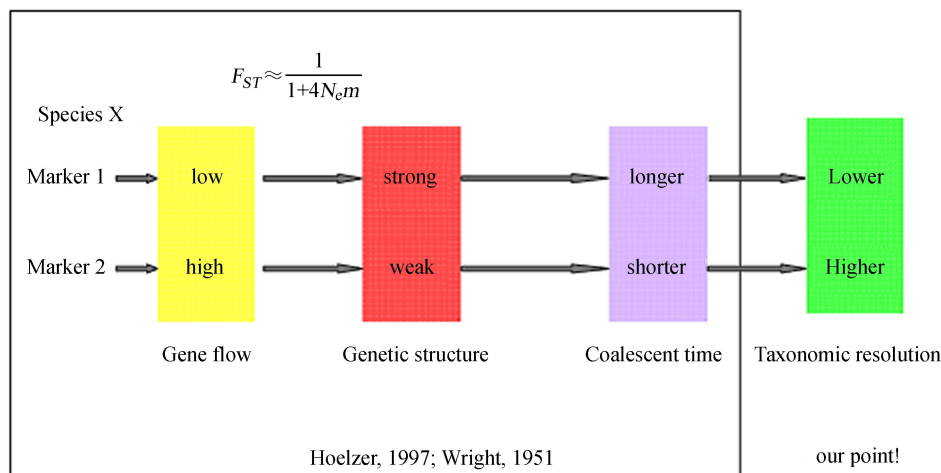 F_ST≈1/(1+4N_em)
Species X
Marker 1 low strong longer Lower
Marker 2 high weak shorter Higher
Gene flow Genetic structure Coalescent time Taxonomic resolution
Hoelzer, 1997; Wright, 1951 our point!